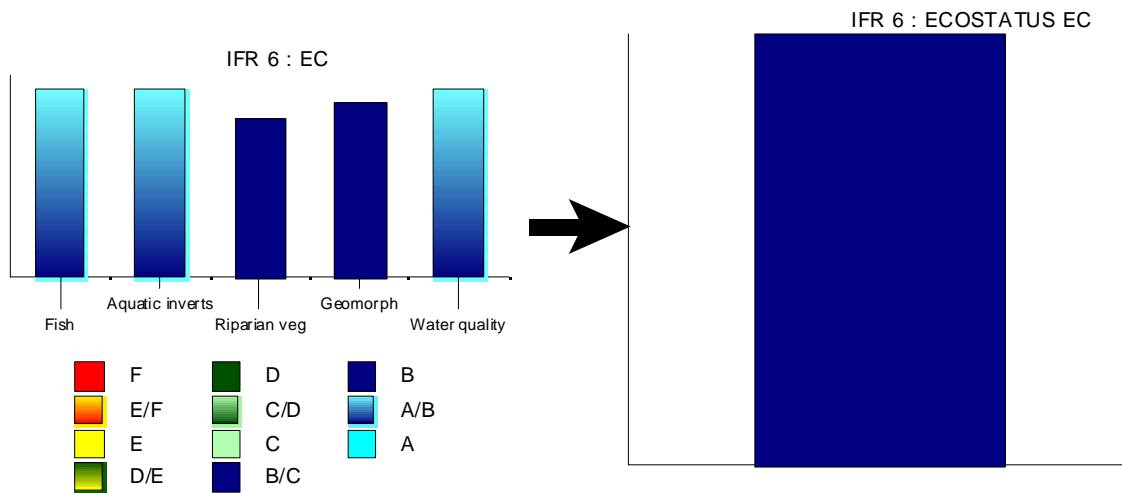 IFR 6 : EC
IFR 6 : ECOSTATUS EC
Fish
Aquatic inverts
Riparian veg
Geomorph
Water quality
F
E/F
E
D/E
D
C/D
C
B/C
B
A/B
A